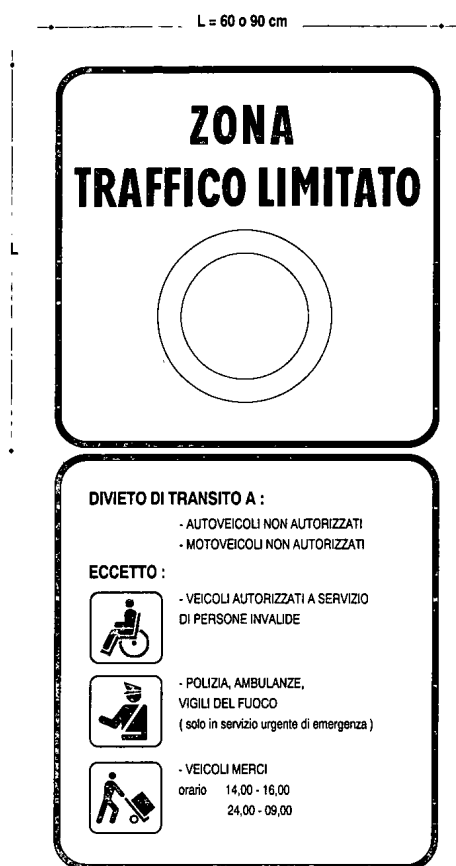 L = 60 o 90 cm
L
ZONA
TRAFFICO LIMITATO
DIVIETO DI TRANSITO A :
- AUTOVEICOLI NON AUTORIZZATI
- MOTOVEICOLI NON AUTORIZZATI
ECCETTO :
- VEICOLI AUTORIZZATI A SERVIZIO
DI PERSONE INVALIDE
- POLIZIA, AMBULANZE,
VIGILI DEL FUOCO
( solo in servizio urgente di emergenza )
- VEICOLI MERCI
orario 14,00 - 16,00
24,00 - 09,00